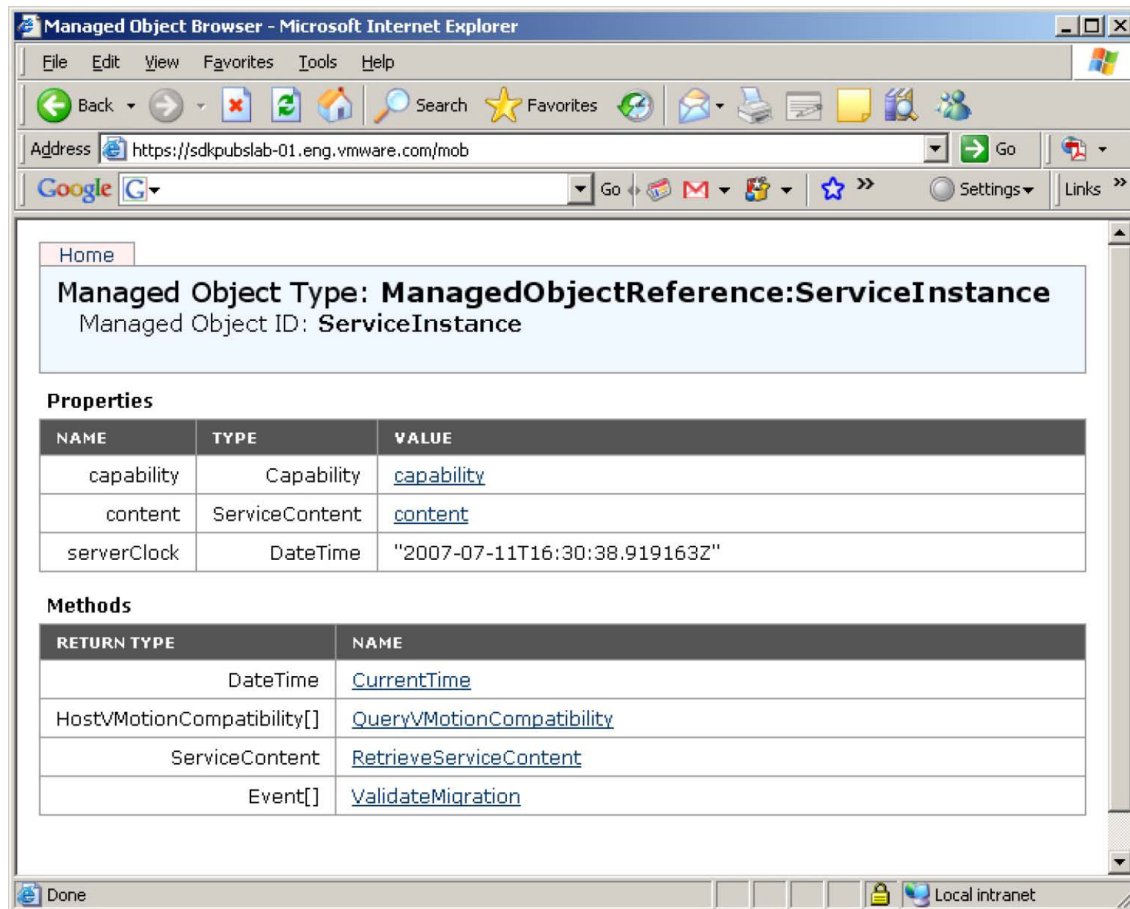 Managed Object Browser - Microsoft Internet Explorer
File Edit View Favorites Tools Help
Back Search Favorites
Address https://sdkpubslab-01.eng.vmware.com/mob Go
Google G Go Settings Links »
Home
Managed Object Type: ManagedObjectReference:ServiceInstance
Managed Object ID: ServiceInstance
Properties
NAME TYPE VALUE
capability Capability capability
content ServiceContent content
serverClock DateTime "2007-07-11T16:30:38.919163Z"
Methods
RETURN TYPE NAME
DateTime CurrentTime
HostVMotionCompatibility[] QueryVMotionCompatibility
ServiceContent RetrieveServiceContent
Event[] ValidateMigration
Done Local intranet